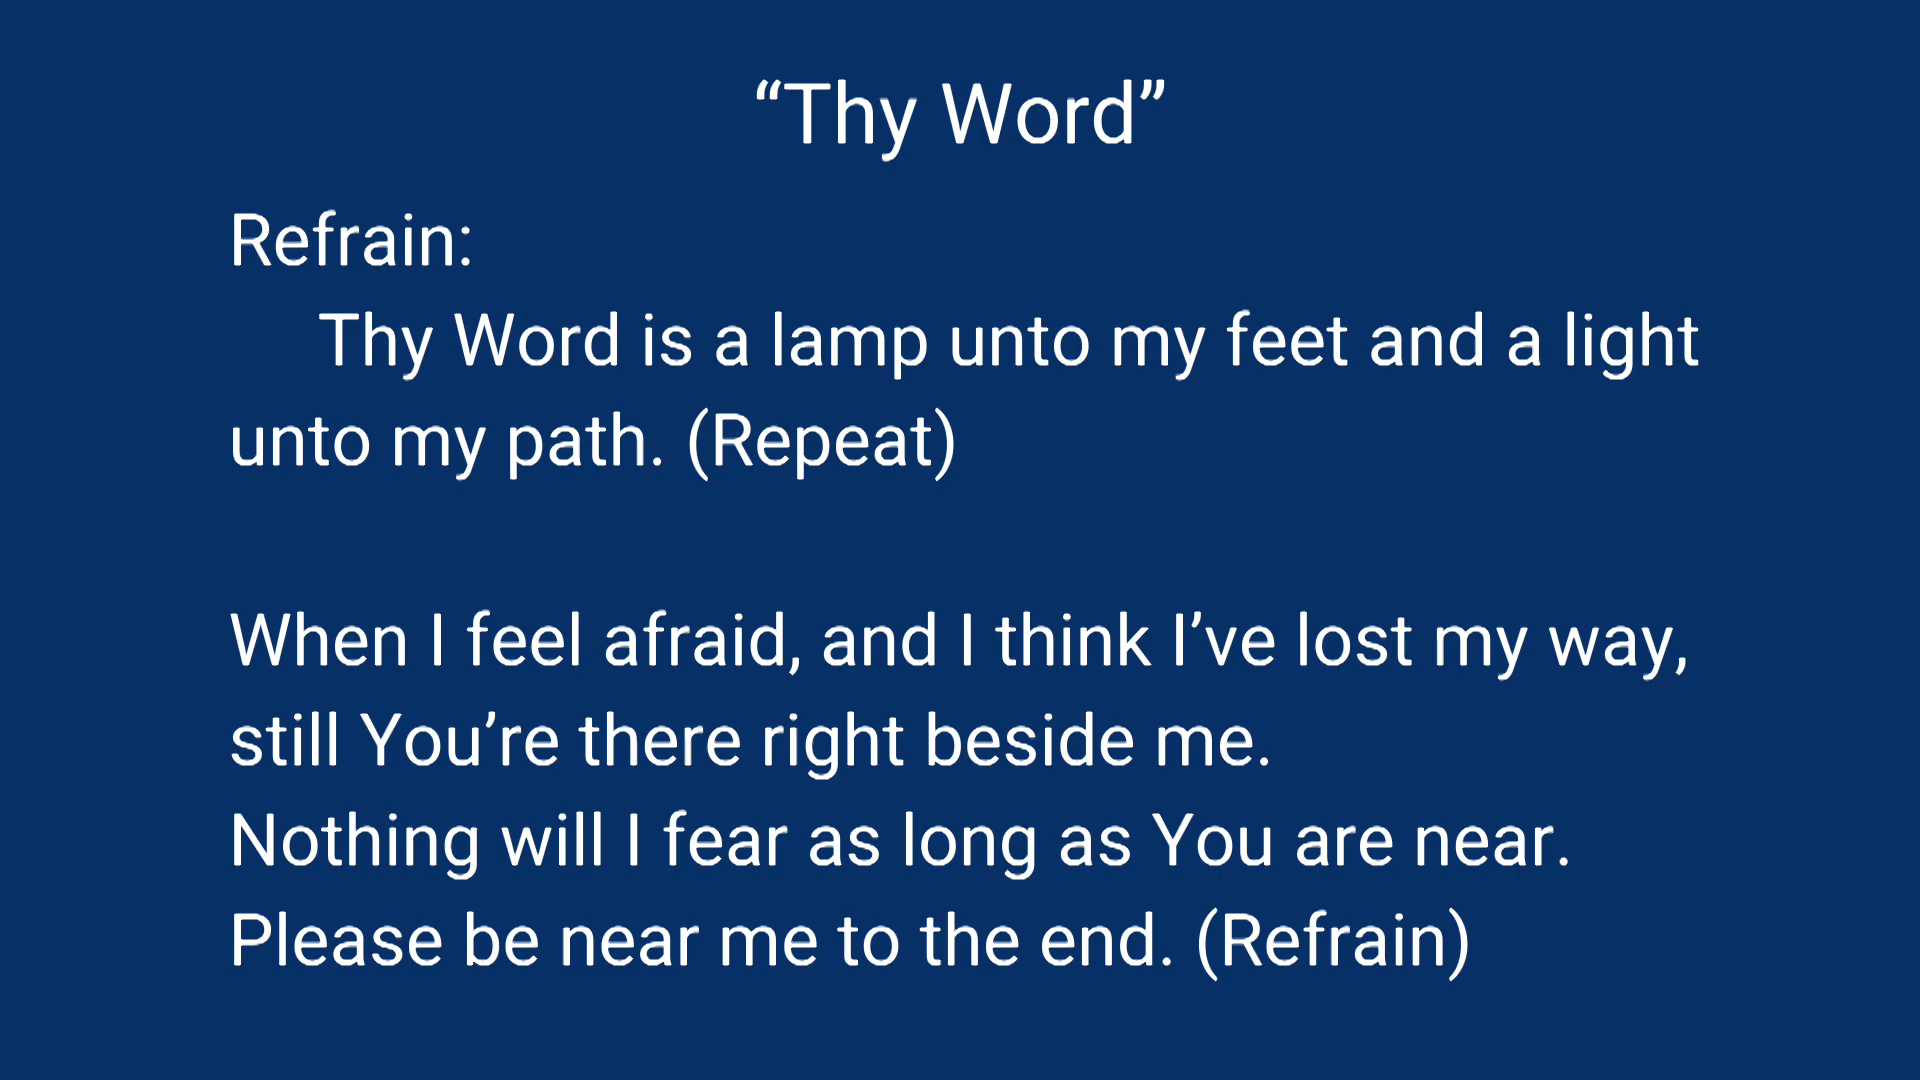 “Thy Word”
Refrain:
Thy Word is a lamp unto my feet and a light
unto my path. (Repeat)
When I feel afraid, and I think I’ve lost my way,
still You’re there right beside me.
Nothing will I fear as long as You are near.
Please be near me to the end. (Refrain)